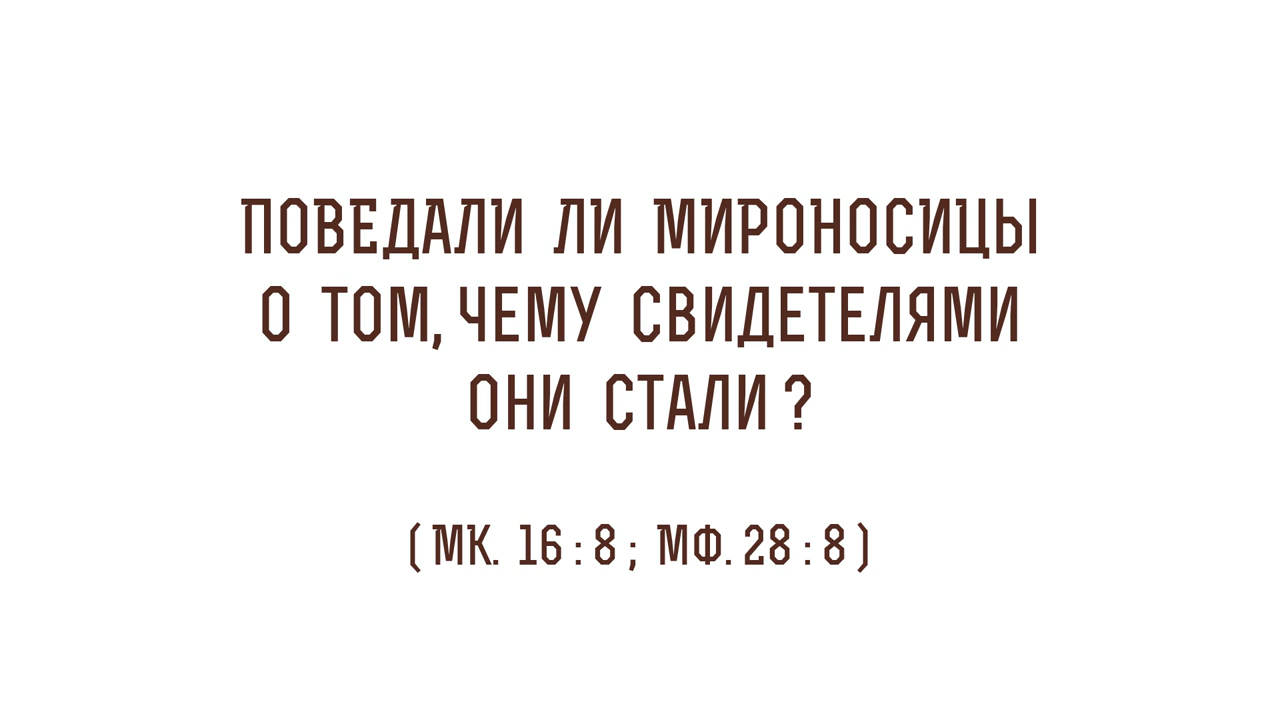 ПОВЕДАЛИ ЛИ МИРОНОСИЦЫ
О ТОМ, ЧЕМУ СВИДЕТЕЛЯМИ
ОНИ СТАЛИ?
(МК. 16:8; МФ. 28:8)